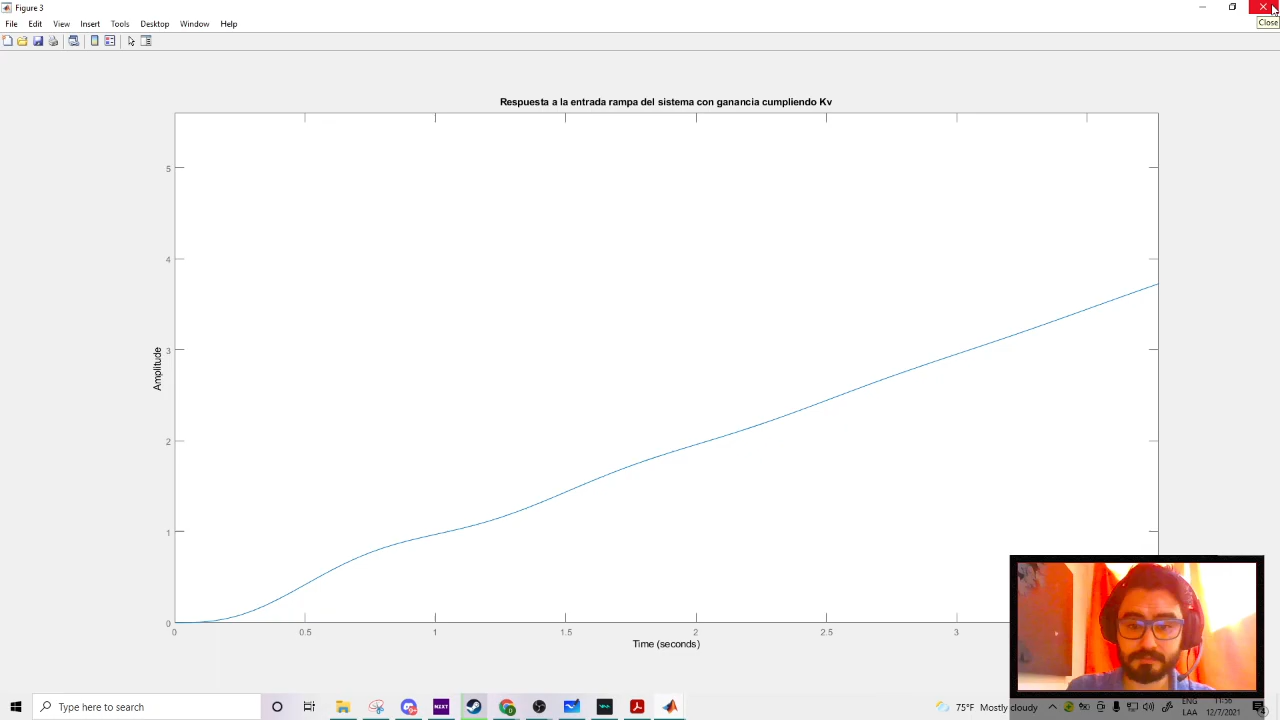 Figure 3
File Edit View Insert Tools Desktop Window Help
Close
Respuesta a la entrada rampa del sistema con ganancia cumpliendo Kv
5
4
3
2
1
0
Amplitude
0 0.5 1 1.5 2 2.5 3
Time (seconds)
Type here to search
NZXT
75°F Mostly cloudy
ENG 11:56
LAA 12/7/2021